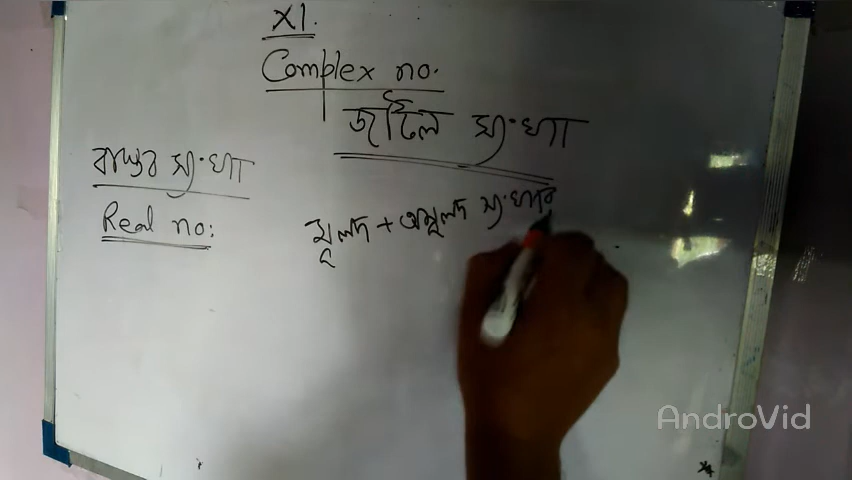 XI.
Complex no.
জটিল সংখ্যা
বাস্তব সংখ্যা
Real no:
মূলদ + অমূলদ সংখ্যার
AndroVid